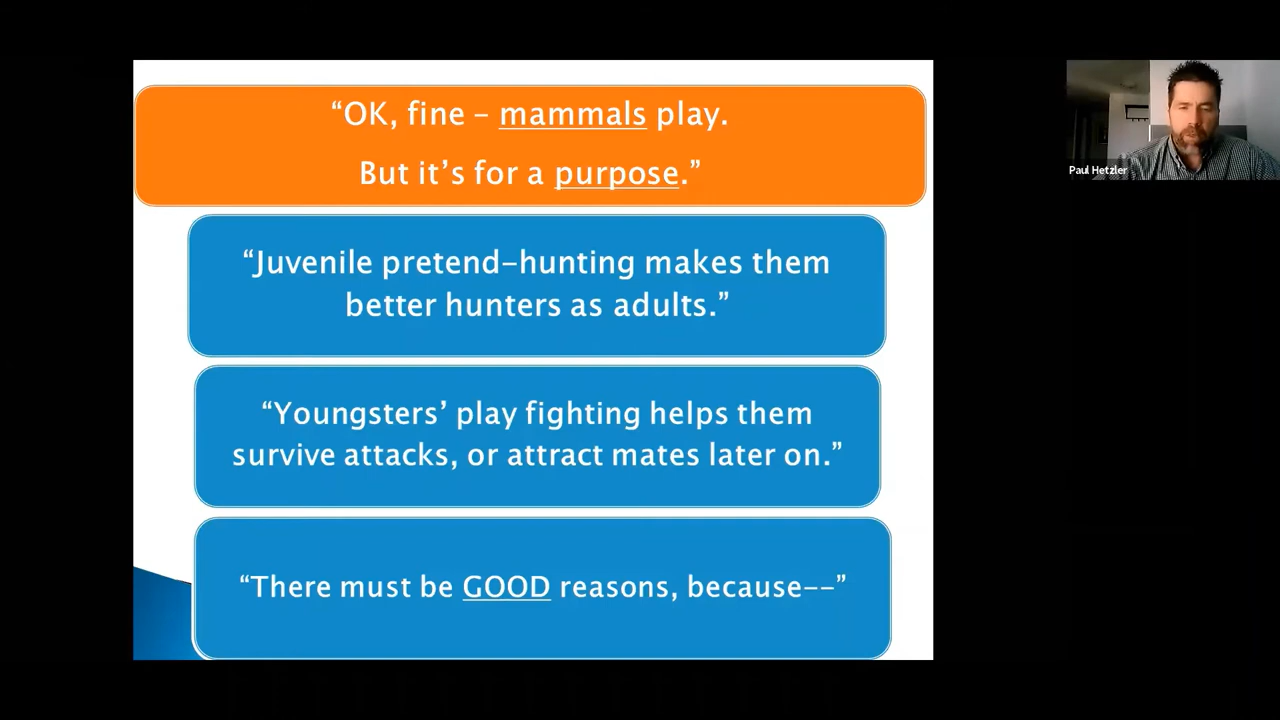 “OK, fine – mammals play.
But it’s for a purpose.”
“Juvenile pretend-hunting makes them
better hunters as adults.”
“Youngsters’ play fighting helps them
survive attacks, or attract mates later on.”
“There must be GOOD reasons, because--”
Paul Hetzler